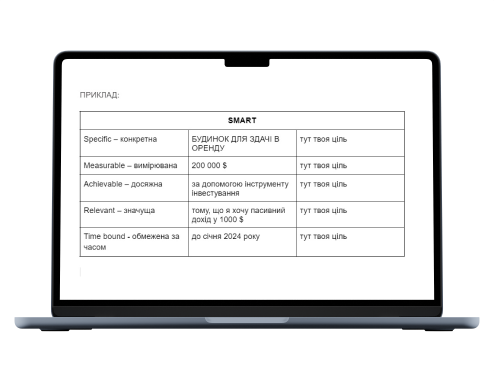 ПРИКЛАД:
SMART
Specific – конкретна
БУДИНОК ДЛЯ ЗДАЧІ В
ОРЕНДУ
тут твоя ціль
Measurable – вимірювана
200 000 $
тут твоя ціль
Achievable – досяжна
за допомогою інструменту
інвестування
тут твоя ціль
Relevant – значуща
тому, що я хочу пасивний
дохід у 1000 $
тут твоя ціль
Time bound - обмежена за
часом
до січня 2024 року
тут твоя ціль